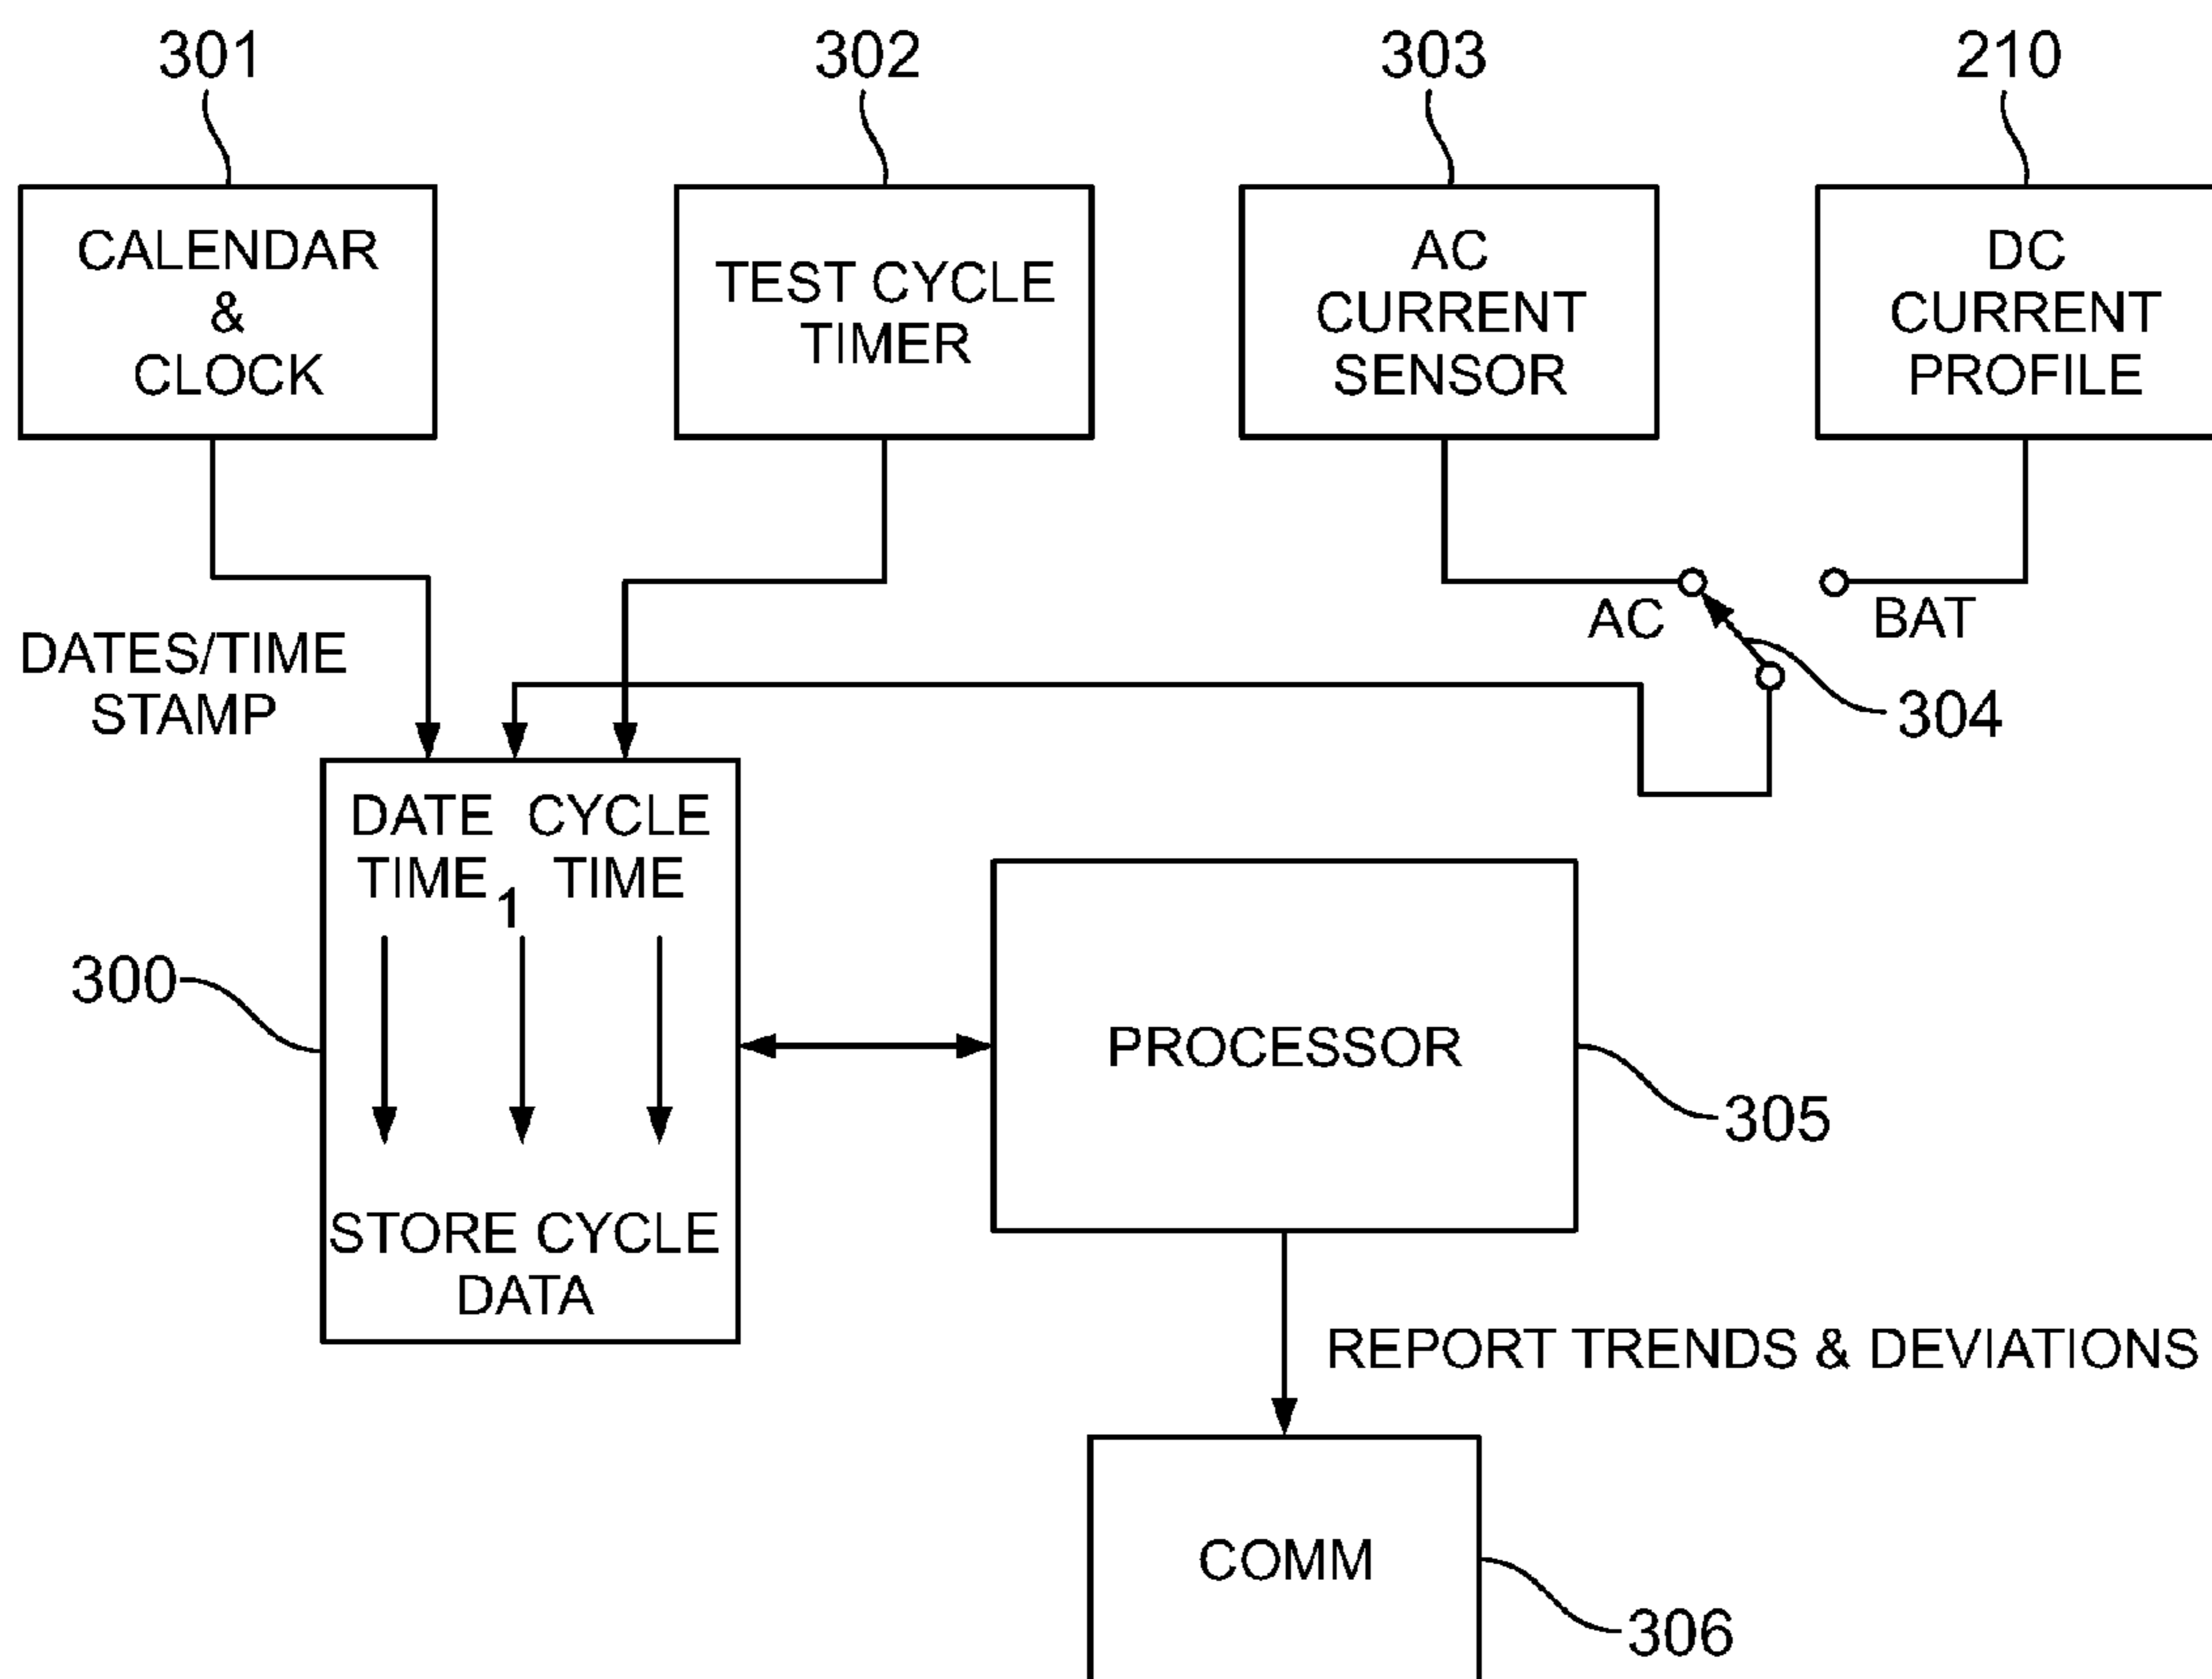 301
302
303
210
CALENDAR
&
CLOCK
TEST CYCLE
TIMER
AC
CURRENT
SENSOR
DC
CURRENT
PROFILE
AC
BAT
304
DATES/TIME
STAMP
DATE CYCLE
TIME 1 TIME
300
STORE CYCLE
DATA
PROCESSOR
305
REPORT TRENDS & DEVIATIONS
COMM
306